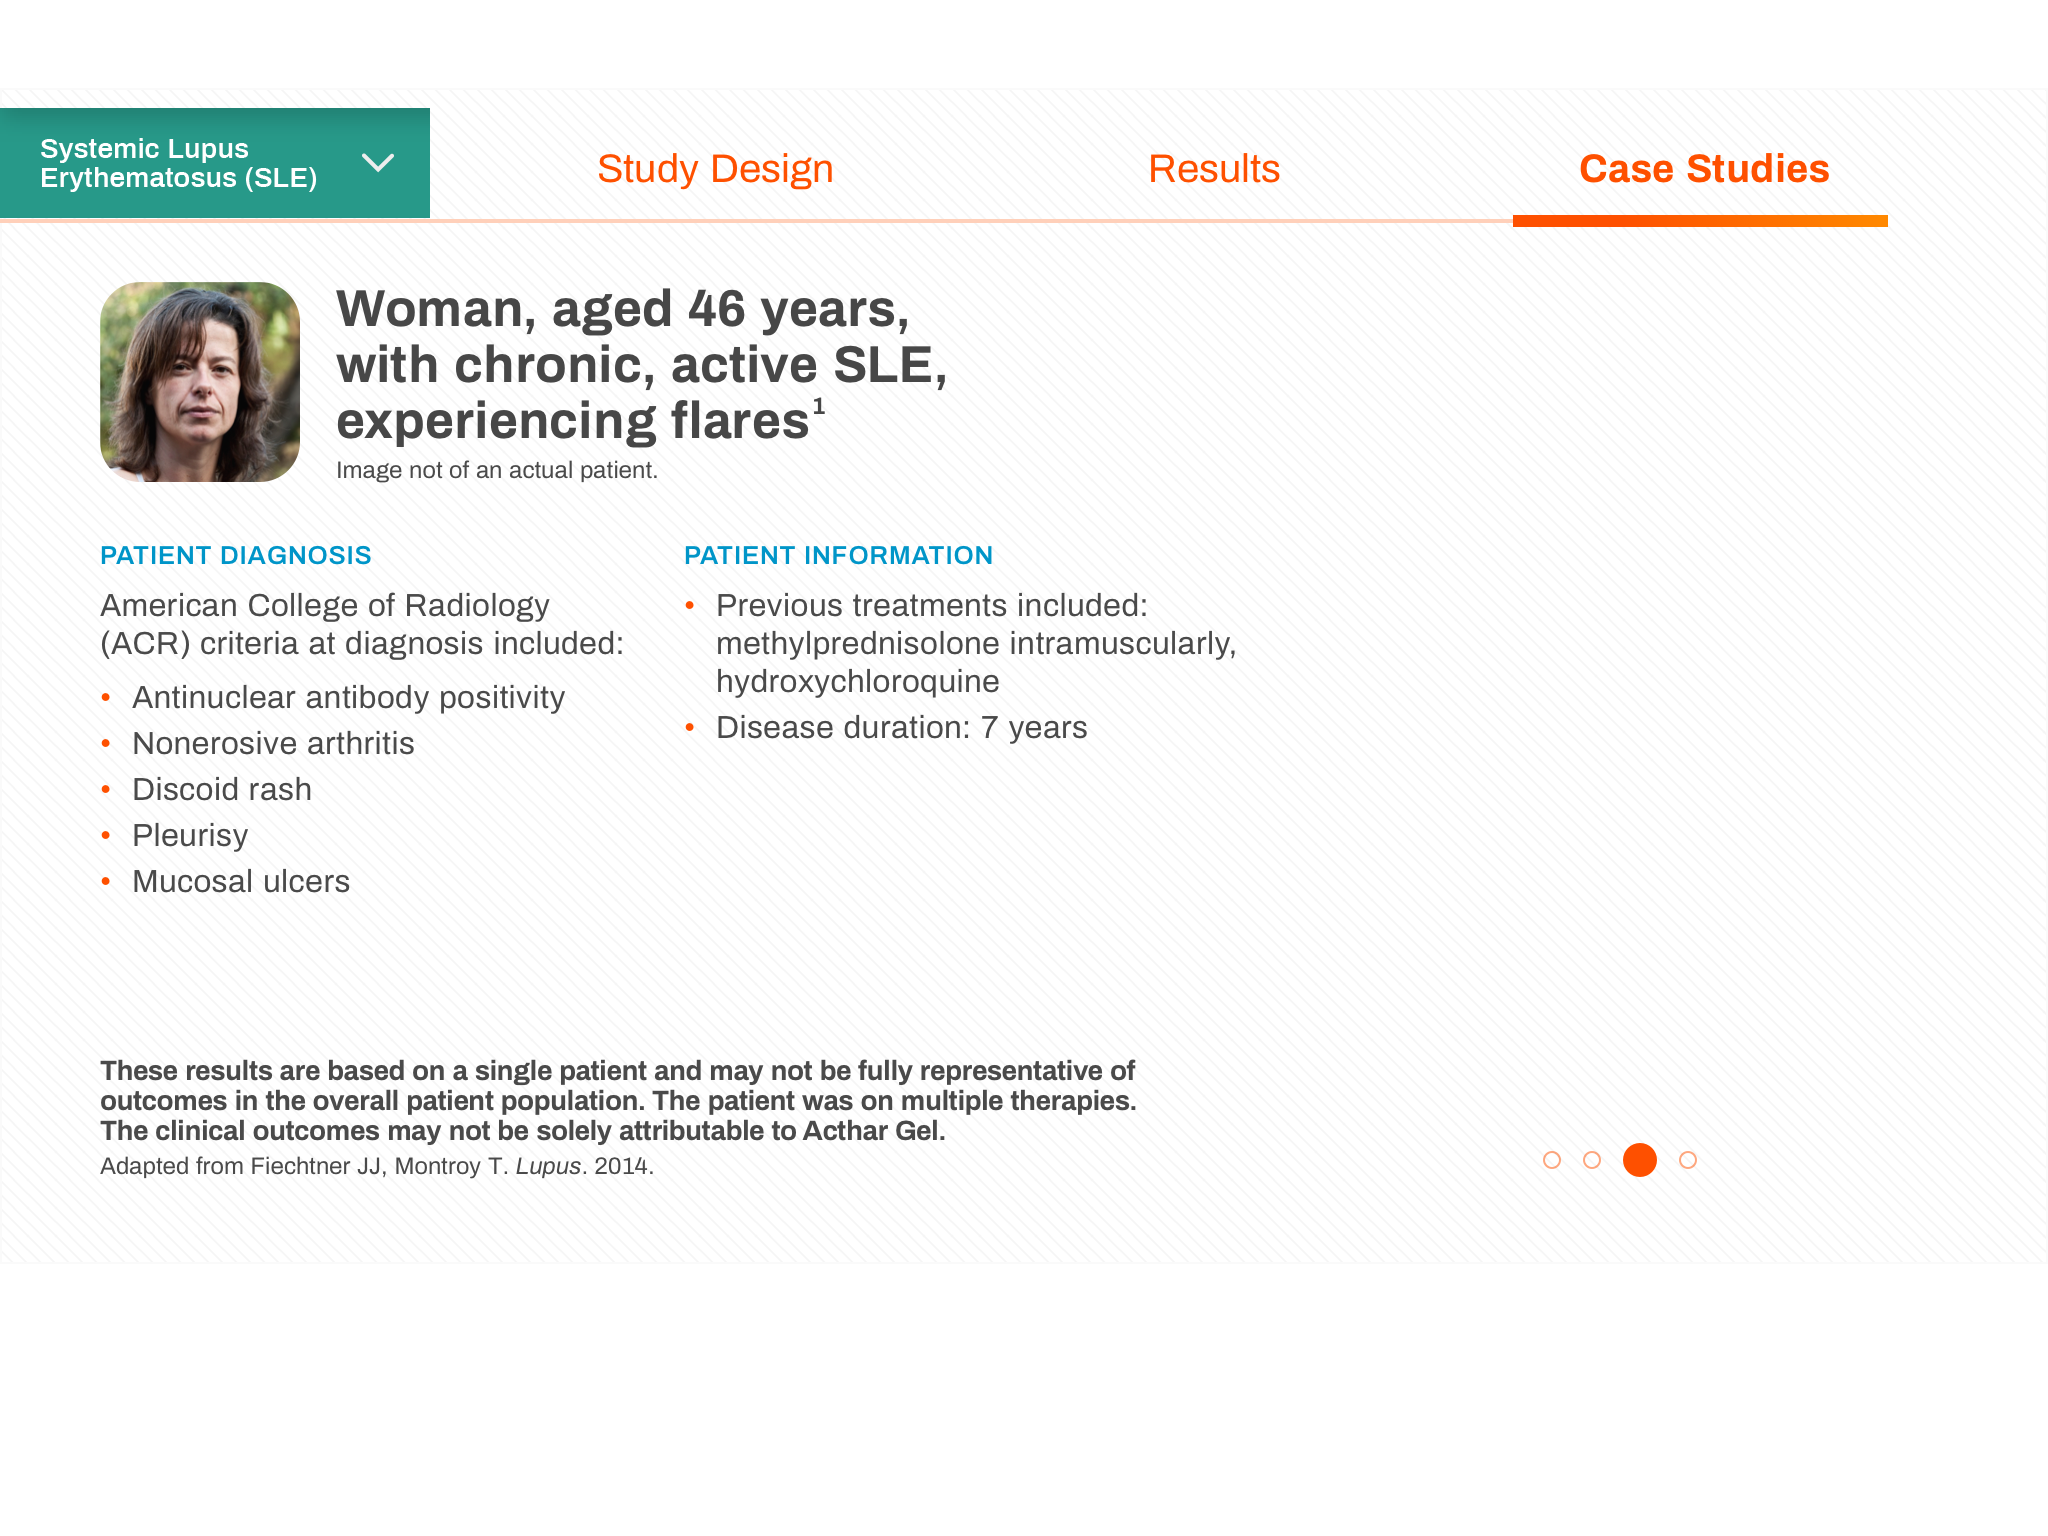 Systemic Lupus
Erythematosus (SLE)
Study Design
Results
Case Studies
Woman, aged 46 years,
with chronic, active SLE,
experiencing flares¹
Image not of an actual patient.
PATIENT DIAGNOSIS
American College of Radiology
(ACR) criteria at diagnosis included:
• Antinuclear antibody positivity
• Nonerosive arthritis
• Discoid rash
• Pleurisy
• Mucosal ulcers
PATIENT INFORMATION
• Previous treatments included:
methylprednisolone intramuscularly,
hydroxychloroquine
• Disease duration: 7 years
These results are based on a single patient and may not be fully representative of
outcomes in the overall patient population. The patient was on multiple therapies.
The clinical outcomes may not be solely attributable to Acthar Gel.
Adapted from Fiechtner JJ, Montroy T. Lupus. 2014.